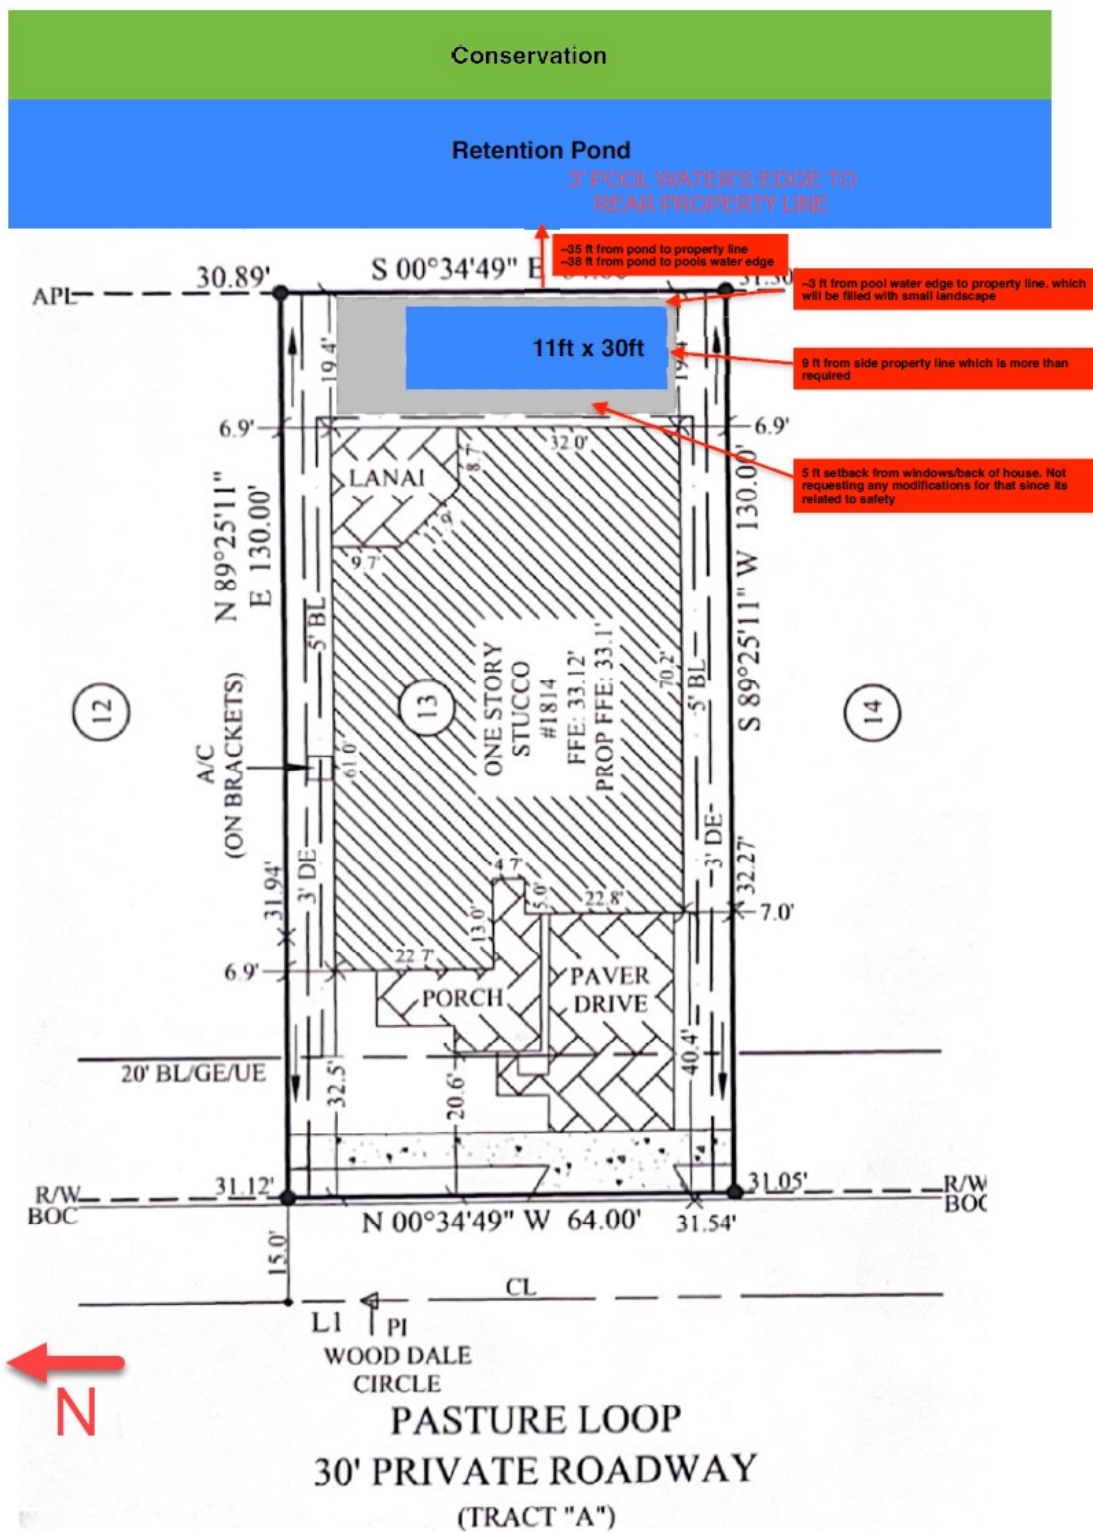 Conservation
Retention Pond
3' POOL WATER'S EDGE TO
REAR PROPERTY LINE
~35 ft from pond to property line
~38 ft from pond to pools water edge
30.89'
S 00°34'49" E
31.30'
APL
~3 ft from pool water edge to property line. which
will be filled with small landscape
11ft x 30ft
19.4'
19.4'
9 ft from side property line which is more than
required
6.9'
6.9'
32.0'
LANAI
8.7'
11.9'
9.7'
5 ft setback from windows/back of house. Not
requesting any modifications for that since its
related to safety
N 89°25'11"
E 130.00'
S 89°25'11" W 130.00'
5' BL
5' BL
ONE STORY
STUCCO
#1814
FFE: 33.12'
PROP FFE: 33.1'
70.2'
12
13
14
A/C
(ON BRACKETS)
61.0'
3' DE
3' DE
31.94'
32.27'
4.7'
5.0'
22.8'
13.0'
7.0'
22.7'
6.9'
PORCH
PAVER
DRIVE
20' BL/GE/UE
32.5'
20.6'
40.4'
R/W
BOC
31.12'
31.05'
R/W
N 00°34'49" W 64.00'
31.54'
15.0'
CL
L1
PI
WOOD DALE
CIRCLE
N
PASTURE LOOP
30' PRIVATE ROADWAY
(TRACT "A")